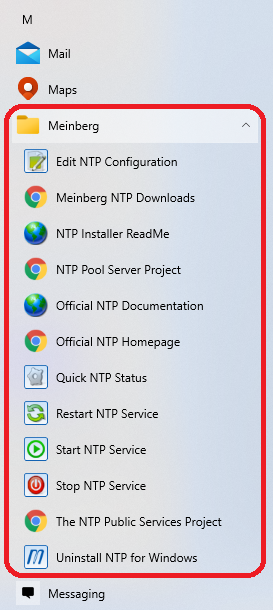 M
Mail
Maps
Meinberg
Edit NTP Configuration
Meinberg NTP Downloads
NTP Installer ReadMe
NTP Pool Server Project
Official NTP Documentation
Official NTP Homepage
Quick NTP Status
Restart NTP Service
Start NTP Service
Stop NTP Service
The NTP Public Services Project
Uninstall NTP for Windows
Messaging